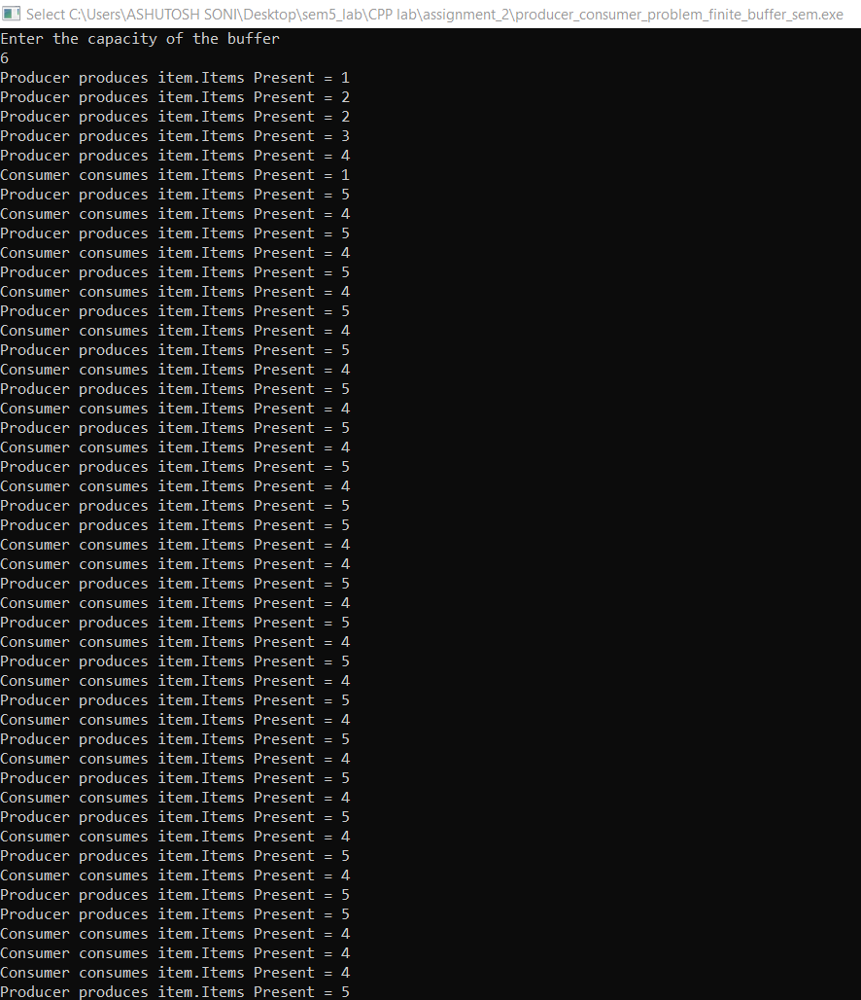 Select C:\Users\ASHUTOSH SONI\Desktop\sem5_lab\CPP lab\assignment_2\producer_consumer_problem_finite_buffer_sem.exe
Enter the capacity of the buffer
6
Producer produces item.Items Present = 1
Producer produces item.Items Present = 2
Producer produces item.Items Present = 2
Producer produces item.Items Present = 3
Producer produces item.Items Present = 4
Consumer consumes item.Items Present = 1
Producer produces item.Items Present = 5
Consumer consumes item.Items Present = 4
Producer produces item.Items Present = 5
Consumer consumes item.Items Present = 4
Producer produces item.Items Present = 5
Consumer consumes item.Items Present = 4
Producer produces item.Items Present = 5
Consumer consumes item.Items Present = 4
Producer produces item.Items Present = 5
Consumer consumes item.Items Present = 4
Producer produces item.Items Present = 5
Consumer consumes item.Items Present = 4
Producer produces item.Items Present = 5
Consumer consumes item.Items Present = 4
Producer produces item.Items Present = 5
Consumer consumes item.Items Present = 4
Producer produces item.Items Present = 5
Producer produces item.Items Present = 5
Consumer consumes item.Items Present = 4
Consumer consumes item.Items Present = 4
Producer produces item.Items Present = 5
Consumer consumes item.Items Present = 4
Producer produces item.Items Present = 5
Consumer consumes item.Items Present = 4
Producer produces item.Items Present = 5
Consumer consumes item.Items Present = 4
Producer produces item.Items Present = 5
Consumer consumes item.Items Present = 4
Producer produces item.Items Present = 5
Consumer consumes item.Items Present = 4
Producer produces item.Items Present = 5
Consumer consumes item.Items Present = 4
Producer produces item.Items Present = 5
Consumer consumes item.Items Present = 4
Producer produces item.Items Present = 5
Consumer consumes item.Items Present = 4
Producer produces item.Items Present = 5
Producer produces item.Items Present = 5
Consumer consumes item.Items Present = 4
Consumer consumes item.Items Present = 4
Consumer consumes item.Items Present = 4
Producer produces item.Items Present = 5